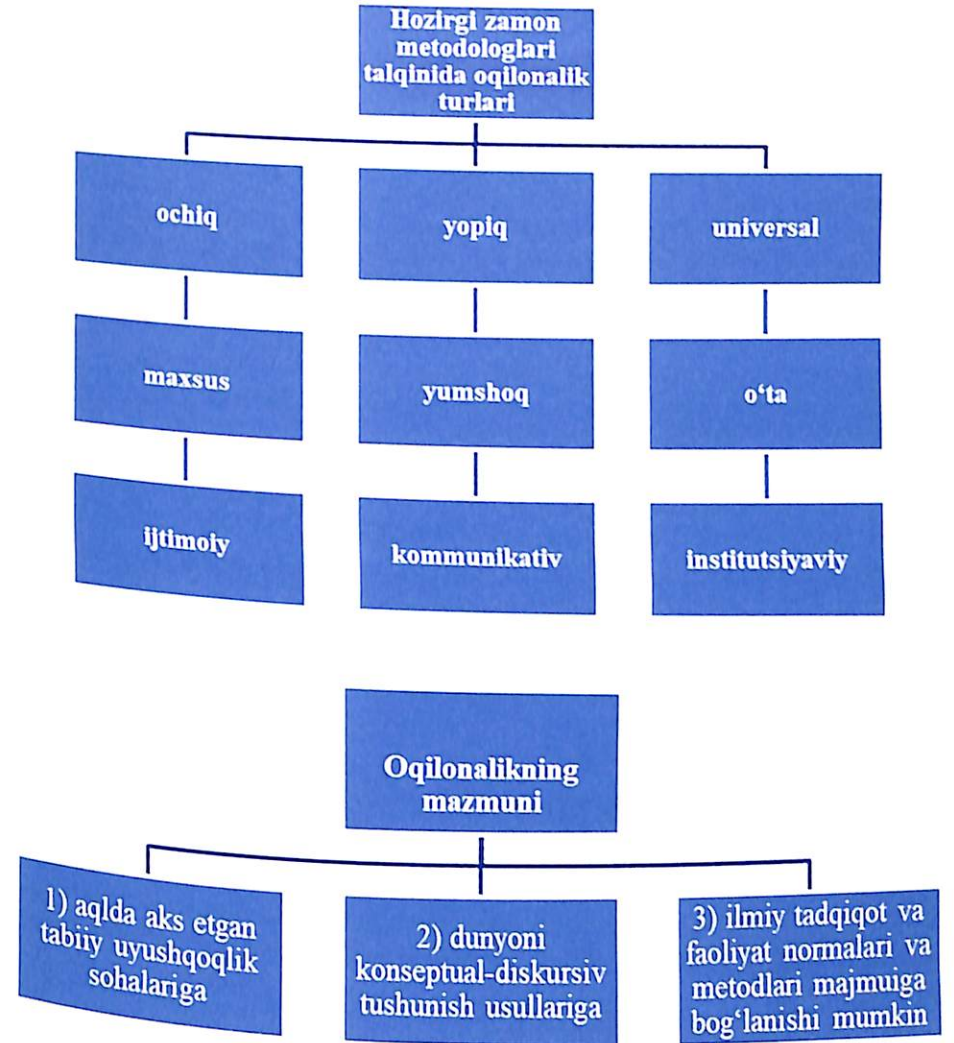 Hozirgi zamon
metodologlari
talqinida oqilonalik
turlari
ochiq
yopiq
universal
maxsus
yumshoq
o‘ta
ijtimoiy
kommunikativ
institutsiyaviy
Oqilonalikning
mazmuni
1) aqlda aks etgan
tabiiy uyushqoqlik
sohalariga
2) dunyoni
konseptual-diskursiv
tushunish usullariga
3) ilmiy tadqiqot va
faoliyat normalari va
metodlari majmuiga
bog‘lanishi mumkin